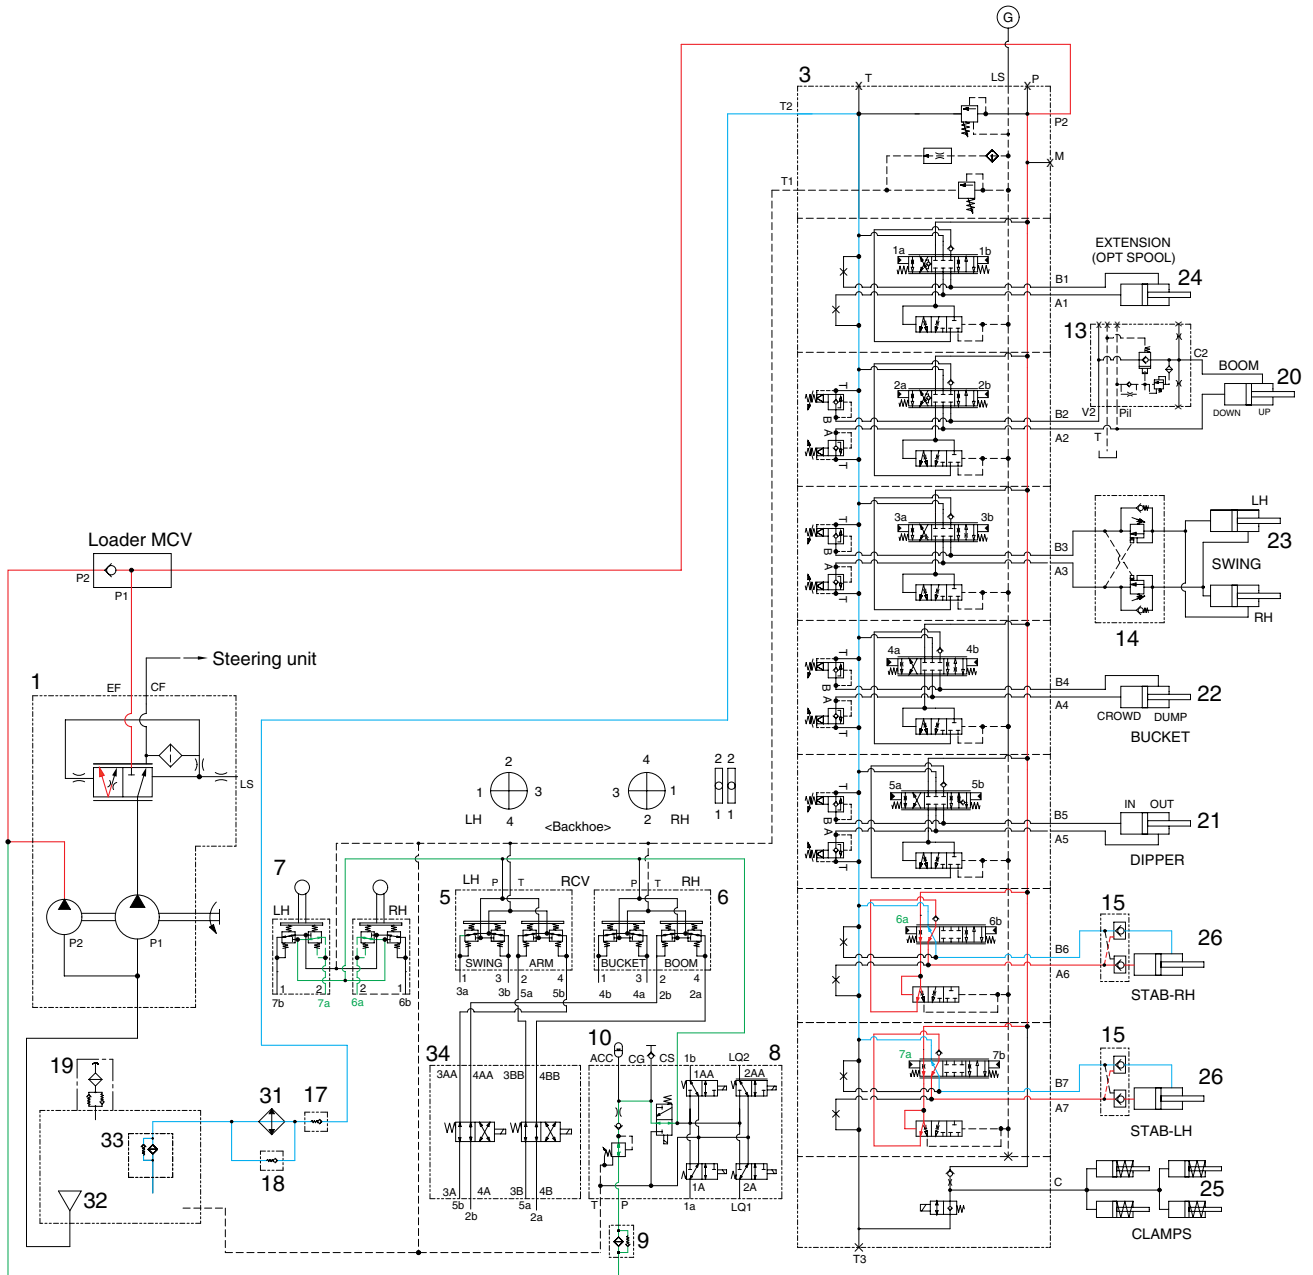 G
3
T
LS
P
T2
P2
M
T1
1a
1b
EXTENSION
(OPT SPOOL)
24
B1
A1
13
C2
BOOM
20
2a
2b
T
B
A
T
B2
V2
Pil
DOWN
UP
A2
T
3a
3b
T
B
A
T
B3
A3
LH
23
SWING
RH
14
Loader MCV
P2
P1
Steering unit
1
EF
CF
LS
4a
4b
T
B
A
T
B4
A4
22
CROWD
DUMP
BUCKET
2
1
3
LH
4
<Backhoe>
4
3
1
2
RH
2 2
1 1
5a
5b
T
B
A
T
B5
A5
IN
OUT
21
DIPPER
7
LH
RH
1
2
2
1
7b
7a
6a
6b
5
LH
P
T
RCV
P
T
RH
6
SWING
ARM
BUCKET
BOOM
1
3
2
4
1
3
2
4
3a
3b
5a
5b
4b
4a
2b
2a
P2
P1
6a
6b
15
B6
A6
26
STAB-RH
7a
7b
15
B7
A7
26
STAB-LH
19
33
32
31
17
18
34
3AA
4AA
3BB
4BB
3A
4A
3B
4B
5b
2b
5a
2a
10
ACC
CG
CS
1b
LQ2
8
1AA
2AA
1A
2A
T
P
1a
LQ1
9
C
25
CLAMPS
T3